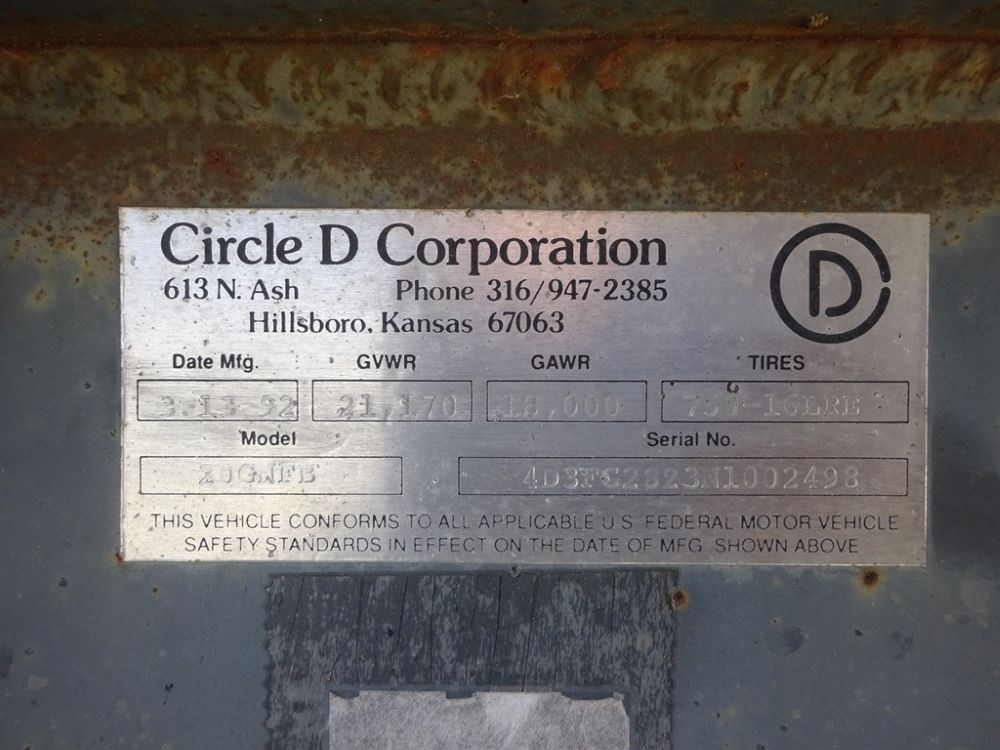 Circle D Corporation
D
613 N. Ash Phone 316/947-2385
Hillsboro, Kansas 67063
Date Mfg. GVWR GAWR TIRES
3-13-92 21,170 18,000 750-16LRE
Model Serial No.
4D3FS2823N1002498
THIS VEHICLE CONFORMS TO ALL APPLICABLE U S FEDERAL MOTOR VEHICLE
SAFETY STANDARDS IN EFFECT ON THE DATE OF MFG SHOWN ABOVE